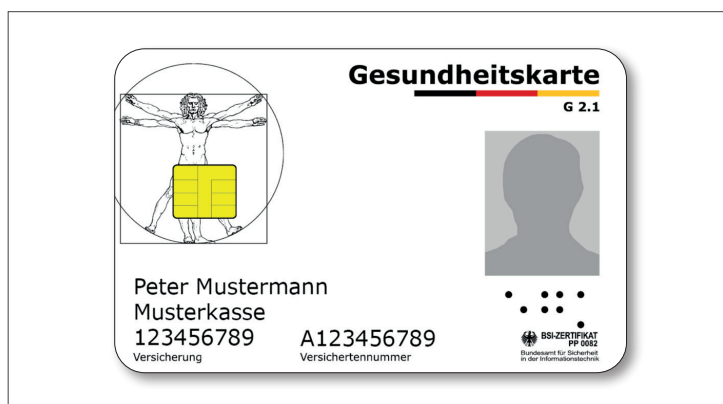 Gesundheitskarte
G 2.1
Peter Mustermann
Musterkasse
123456789 A123456789
Versicherung Versichertennummer
BSI-ZERTIFIKAT
PP 0082
Bundesamt für Sicherheit
in der Informationstechnik